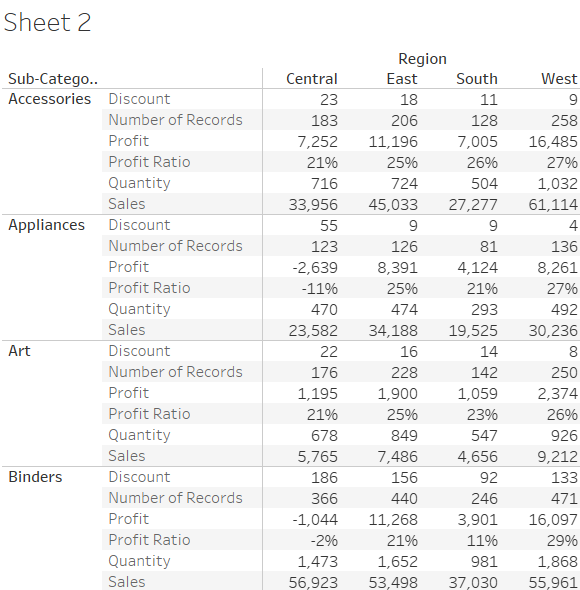 Sheet 2
Region
Sub-Catego.. Central East South West
Accessories Discount 23 18 11 9
Number of Records 183 206 128 258
Profit 7,252 11,196 7,005 16,485
Profit Ratio 21% 25% 26% 27%
Quantity 716 724 504 1,032
Sales 33,956 45,033 27,277 61,114
Appliances Discount 55 9 9 4
Number of Records 123 126 81 136
Profit -2,639 8,391 4,124 8,261
Profit Ratio -11% 25% 21% 27%
Quantity 470 474 293 492
Sales 23,582 34,188 19,525 30,236
Art Discount 22 16 14 8
Number of Records 176 228 142 250
Profit 1,195 1,900 1,059 2,374
Profit Ratio 21% 25% 23% 26%
Quantity 678 849 547 926
Sales 5,765 7,486 4,656 9,212
Binders Discount 186 156 92 133
Number of Records 366 440 246 471
Profit -1,044 11,268 3,901 16,097
Profit Ratio -2% 21% 11% 29%
Quantity 1,473 1,652 981 1,868
Sales 56,923 53,498 37,030 55,961